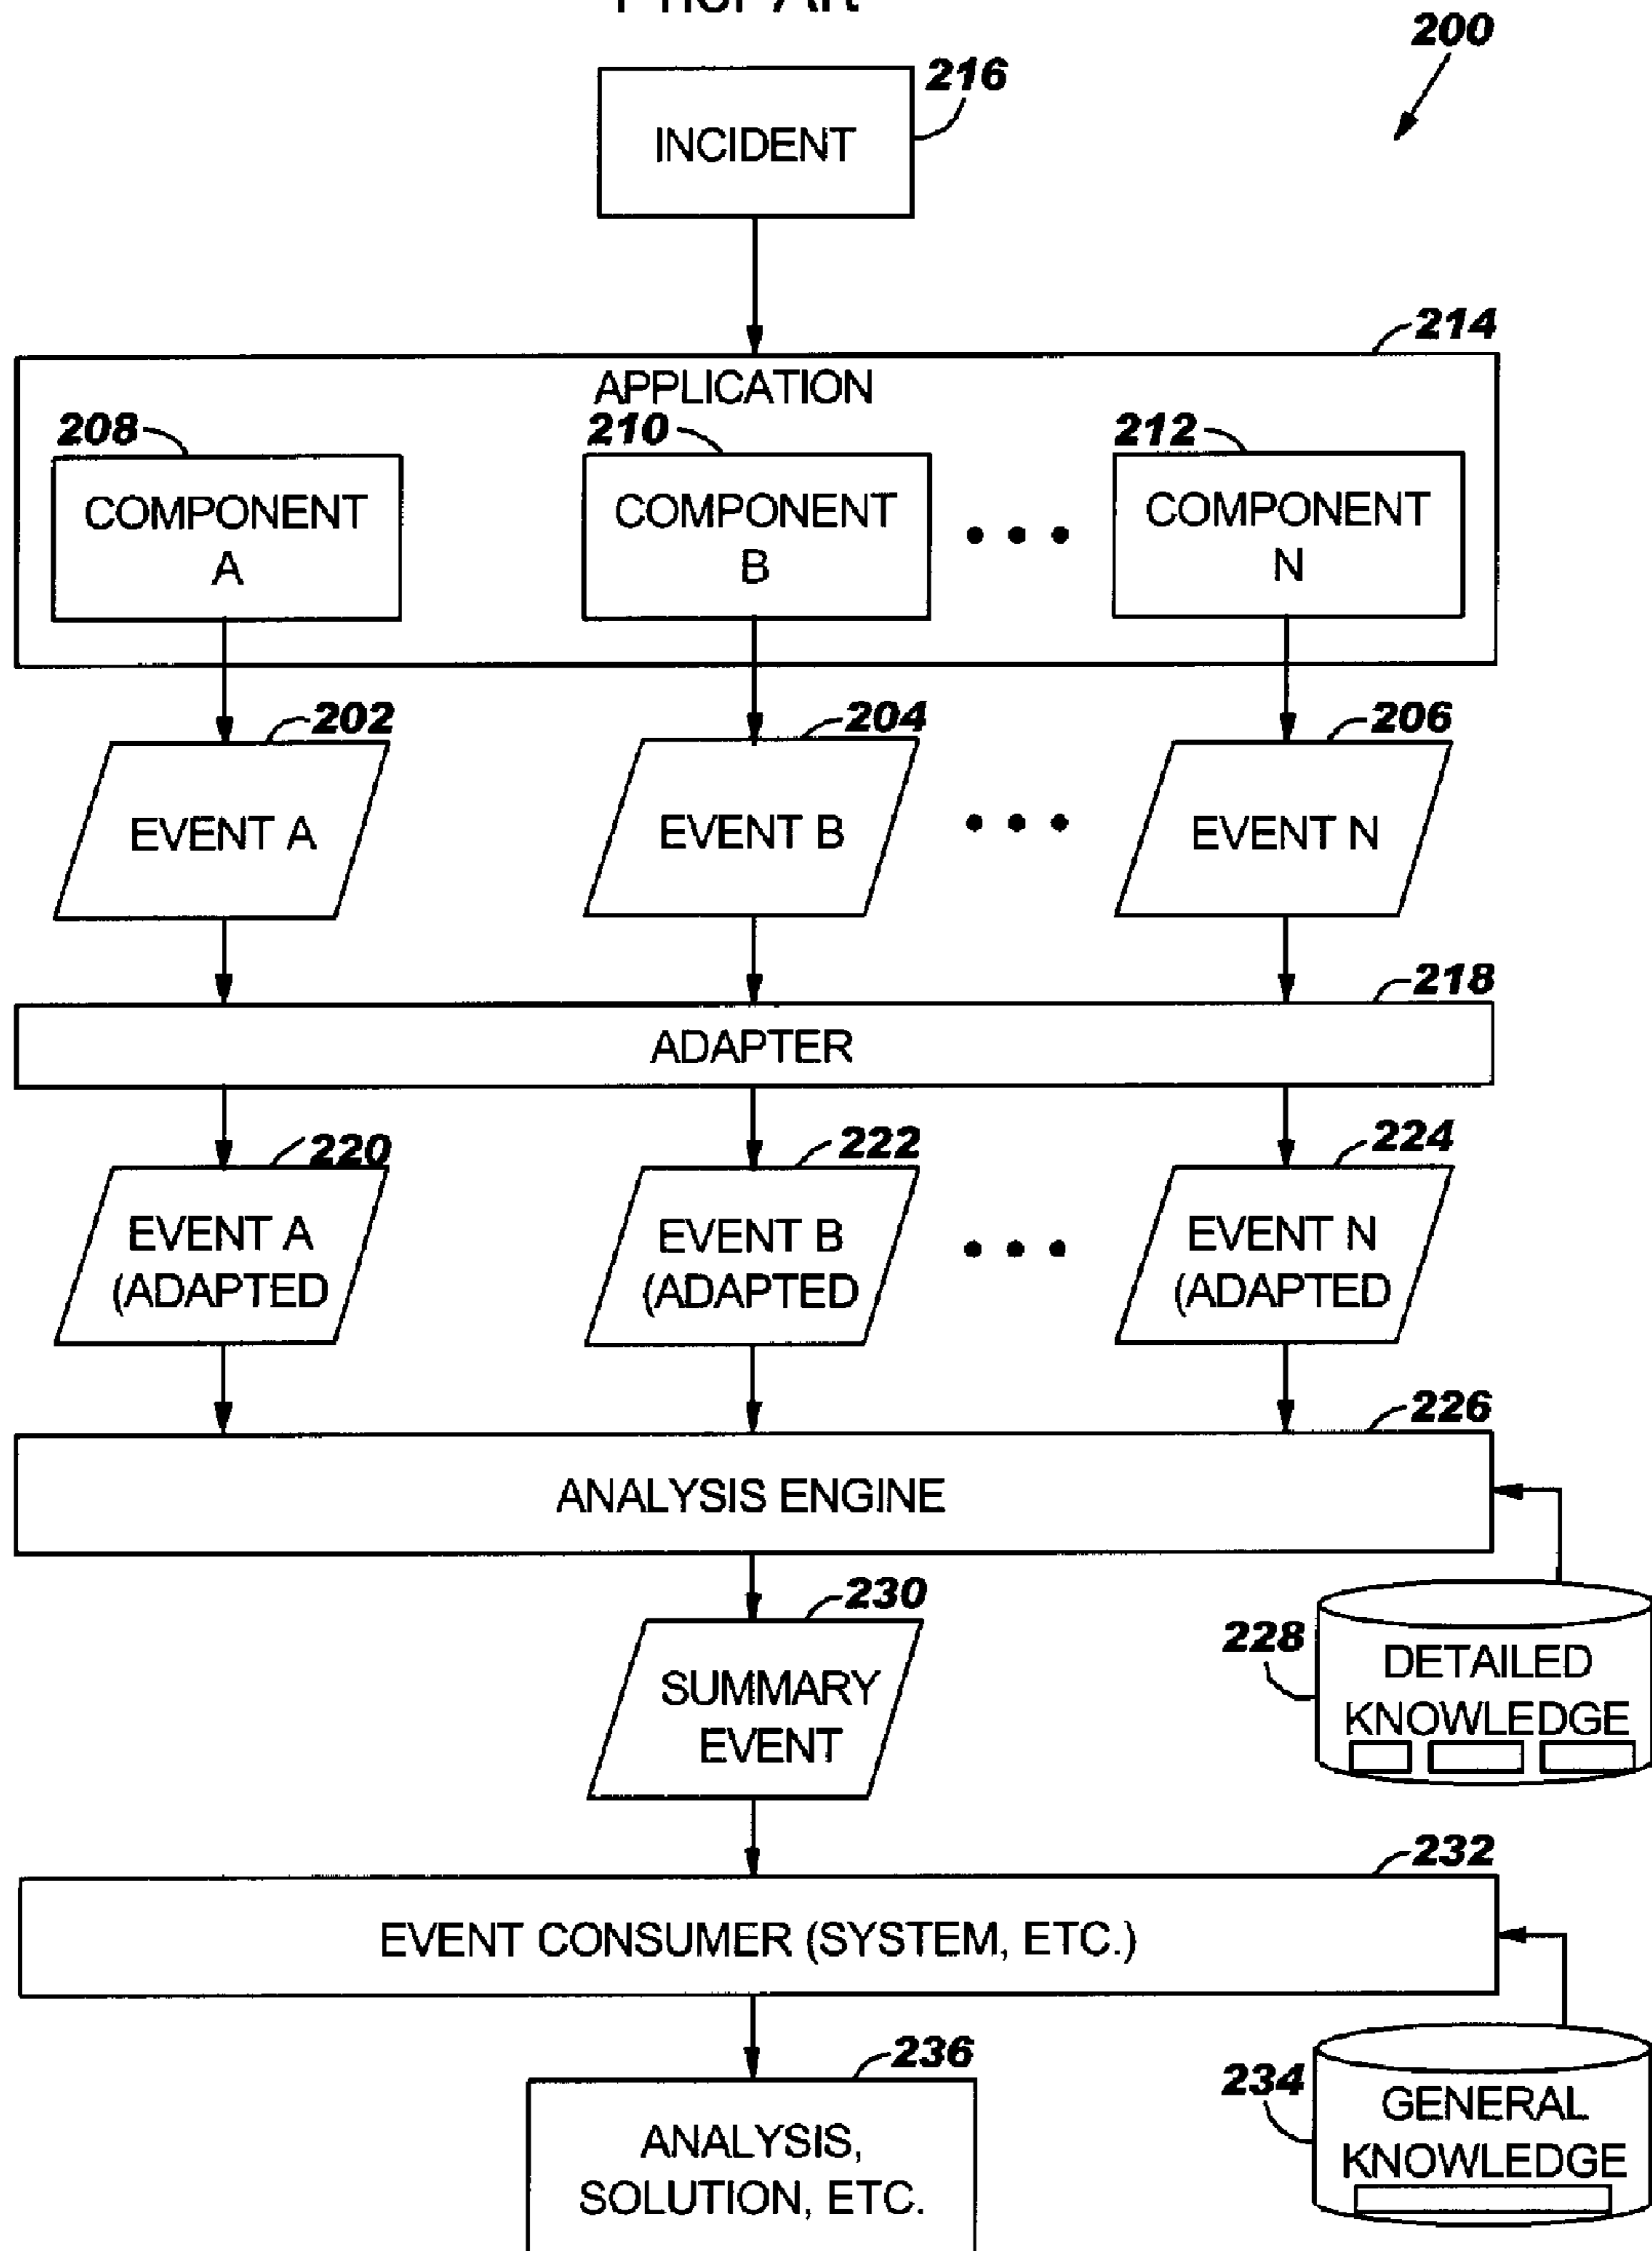 Prior Art
200
216
INCIDENT
214
APPLICATION
208
210
212
COMPONENT
A
COMPONENT
B
COMPONENT
N
202
204
206
EVENT A
EVENT B
EVENT N
218
ADAPTER
220
222
224
EVENT A
(ADAPTED
EVENT B
(ADAPTED
EVENT N
(ADAPTED
226
ANALYSIS ENGINE
230
SUMMARY
EVENT
228
DETAILED
KNOWLEDGE
232
EVENT CONSUMER (SYSTEM, ETC.)
236
ANALYSIS,
SOLUTION, ETC.
234
GENERAL
KNOWLEDGE